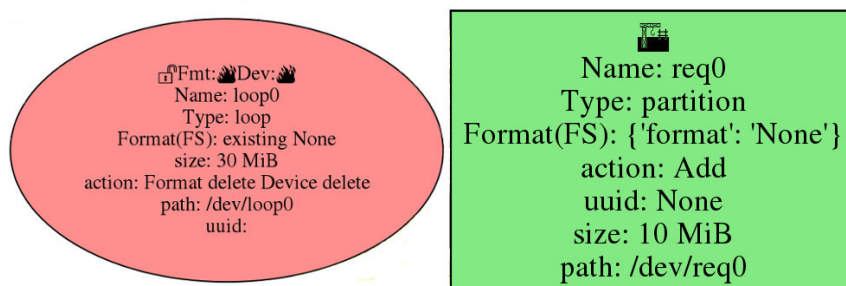 🔓Fmt:🔥Dev:🔥
Name: loop0
Type: loop
Format(FS): existing None
size: 30 MiB
action: Format delete Device delete
path: /dev/loop0
uuid:
🏗
Name: req0
Type: partition
Format(FS): {'format': 'None'}
action: Add
uuid: None
size: 10 MiB
path: /dev/req0